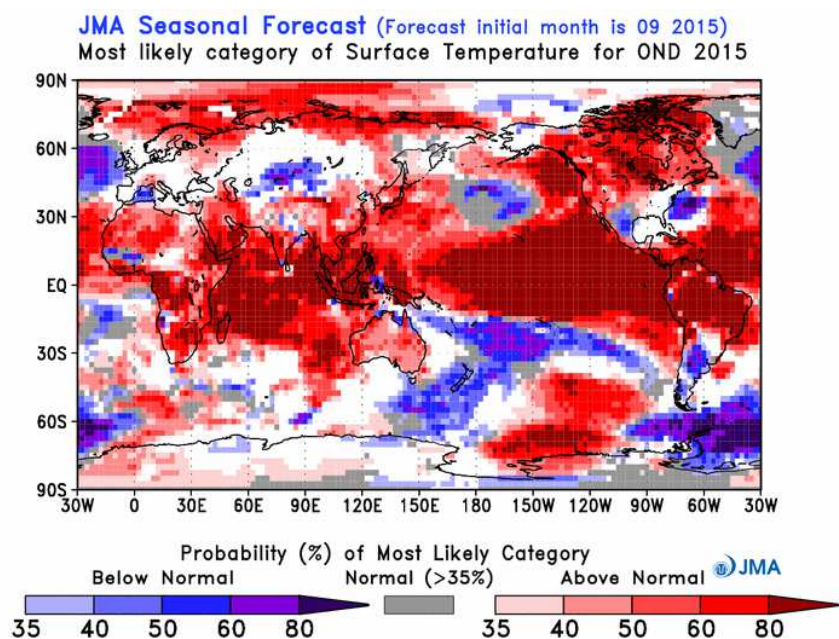 JMA Seasonal Forecast (Forecast initial month is 09 2015)
Most likely category of Surface Temperature for OND 2015
90N
60N
30N
EQ
30S
60S
90S
30W 0 30E 60E 90E 120E 150E 180 150W 120W 90W 60W 30W
Probability (%) of Most Likely Category
JMA
Below Normal Normal (>35%) Above Normal
35 40 50 60 80 35 40 50 60 80